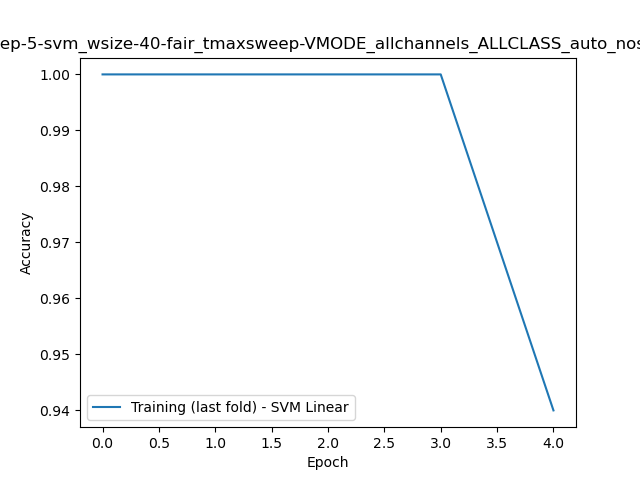 ep-5-svm_wsize-40-fair_tmaxsweep-VMODE_allchannels_ALLCLASS_auto_nos
1.00
0.99
0.98
0.97
0.96
0.95
0.94
Accuracy
Training (last fold) - SVM Linear
0.0 0.5 1.0 1.5 2.0 2.5 3.0 3.5 4.0
Epoch